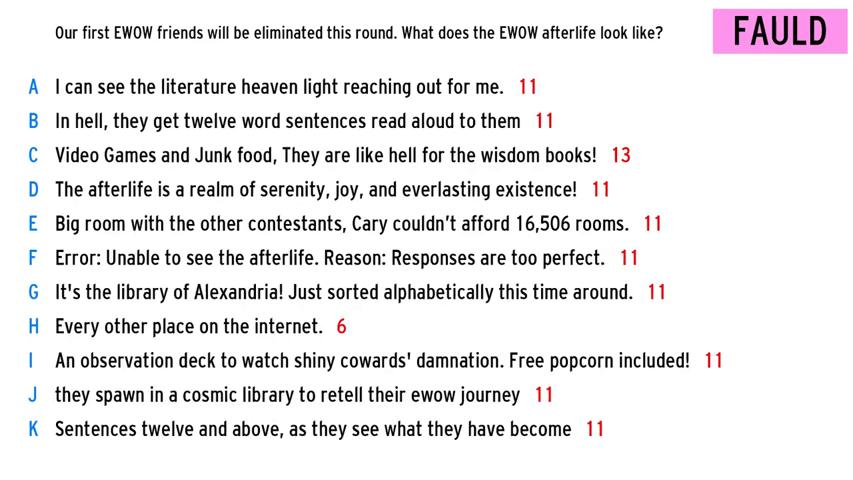 Our first EWOW friends will be eliminated this round. What does the EWOW afterlife look like?
FAULD
A I can see the literature heaven light reaching out for me. 11
B In hell, they get twelve word sentences read aloud to them 11
C Video Games and Junk food, They are like hell for the wisdom books! 13
D The afterlife is a realm of serenity, joy, and everlasting existence! 11
E Big room with the other contestants, Cary couldn't afford 16,506 rooms. 11
F Error: Unable to see the afterlife. Reason: Responses are too perfect. 11
G It's the library of Alexandria! Just sorted alphabetically this time around. 11
H Every other place on the internet. 6
I An observation deck to watch shiny cowards' damnation. Free popcorn included! 11
J they spawn in a cosmic library to retell their ewow journey 11
K Sentences twelve and above, as they see what they have become 11